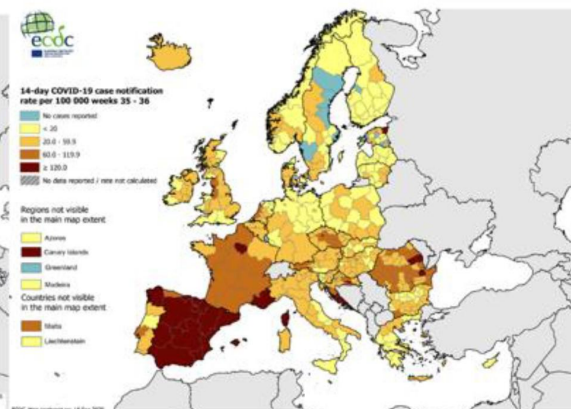 ecdc
14-day COVID-19 case notification
rate per 100 000 weeks 35 - 36
No cases reported
< 20
20.0 - 59.9
60.0 - 119.9
≥ 120.0
No data reported / rate not calculated
Regions not visible
in the main map extent
Azores
Canary Islands
Greenland
Madeira
Countries not visible
in the main map extent
Malta
Liechtenstein